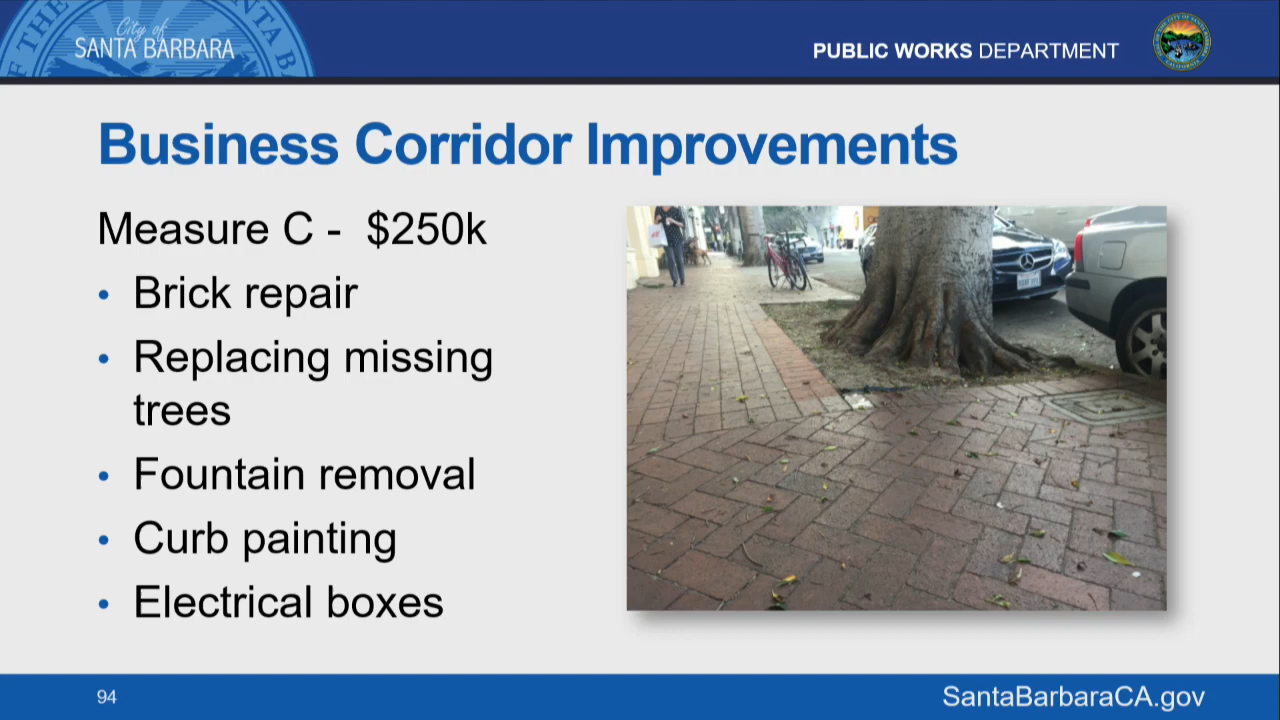 City of
SANTA BARBARA
PUBLIC WORKS DEPARTMENT
Business Corridor Improvements
Measure C - $250k
• Brick repair
• Replacing missing
trees
• Fountain removal
• Curb painting
• Electrical boxes
94
SantaBarbaraCA.gov